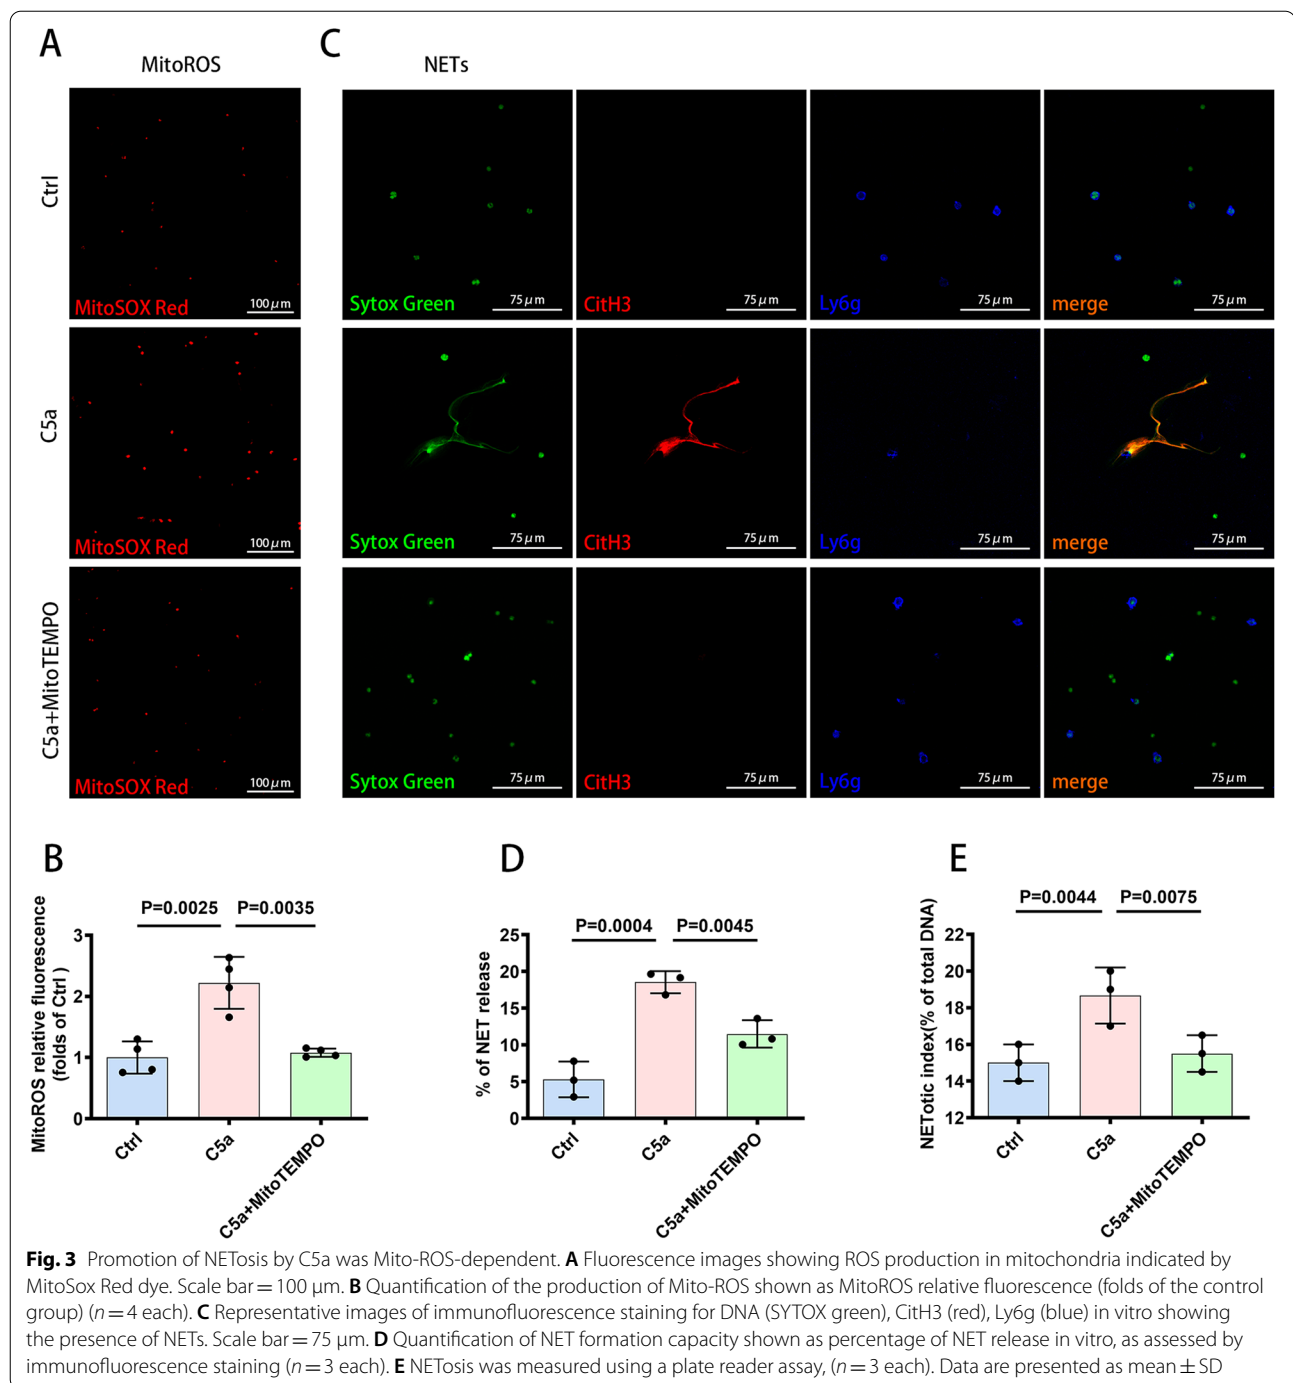 A
C
MitoROS
NETs
Ctrl
MitoSOX Red
100 μm
Sytox Green
75 μm
CitH3
75 μm
Ly6g
75 μm
merge
75 μm
C5a
MitoSOX Red
100 μm
Sytox Green
75 μm
CitH3
75 μm
Ly6g
75 μm
merge
75 μm
C5a+MitoTEMPO
MitoSOX Red
100 μm
Sytox Green
75 μm
CitH3
75 μm
Ly6g
75 μm
merge
75 μm
B
MitoROS relative fluorescence
(folds of Ctrl )
P=0.0025
P=0.0035
3
2
1
0
Ctrl
C5a
C5a+MitoTEMPO
D
% of NET release
P=0.0004
P=0.0045
25
20
15
10
5
0
Ctrl
C5a
C5a+MitoTEMPO
E
NETotic index(% of total DNA)
P=0.0044
P=0.0075
22
20
18
16
14
12
Ctrl
C5a
C5a+MitoTEMPO
Fig. 3 Promotion of NETosis by C5a was Mito-ROS-dependent. A Fluorescence images showing ROS production in mitochondria indicated by
MitoSox Red dye. Scale bar = 100 μm. B Quantification of the production of Mito-ROS shown as MitoROS relative fluorescence (folds of the control
group) (n = 4 each). C Representative images of immunofluorescence staining for DNA (SYTOX green), CitH3 (red), Ly6g (blue) in vitro showing
the presence of NETs. Scale bar = 75 μm. D Quantification of NET formation capacity shown as percentage of NET release in vitro, as assessed by
immunofluorescence staining (n = 3 each). E NETosis was measured using a plate reader assay, (n = 3 each). Data are presented as mean ± SD